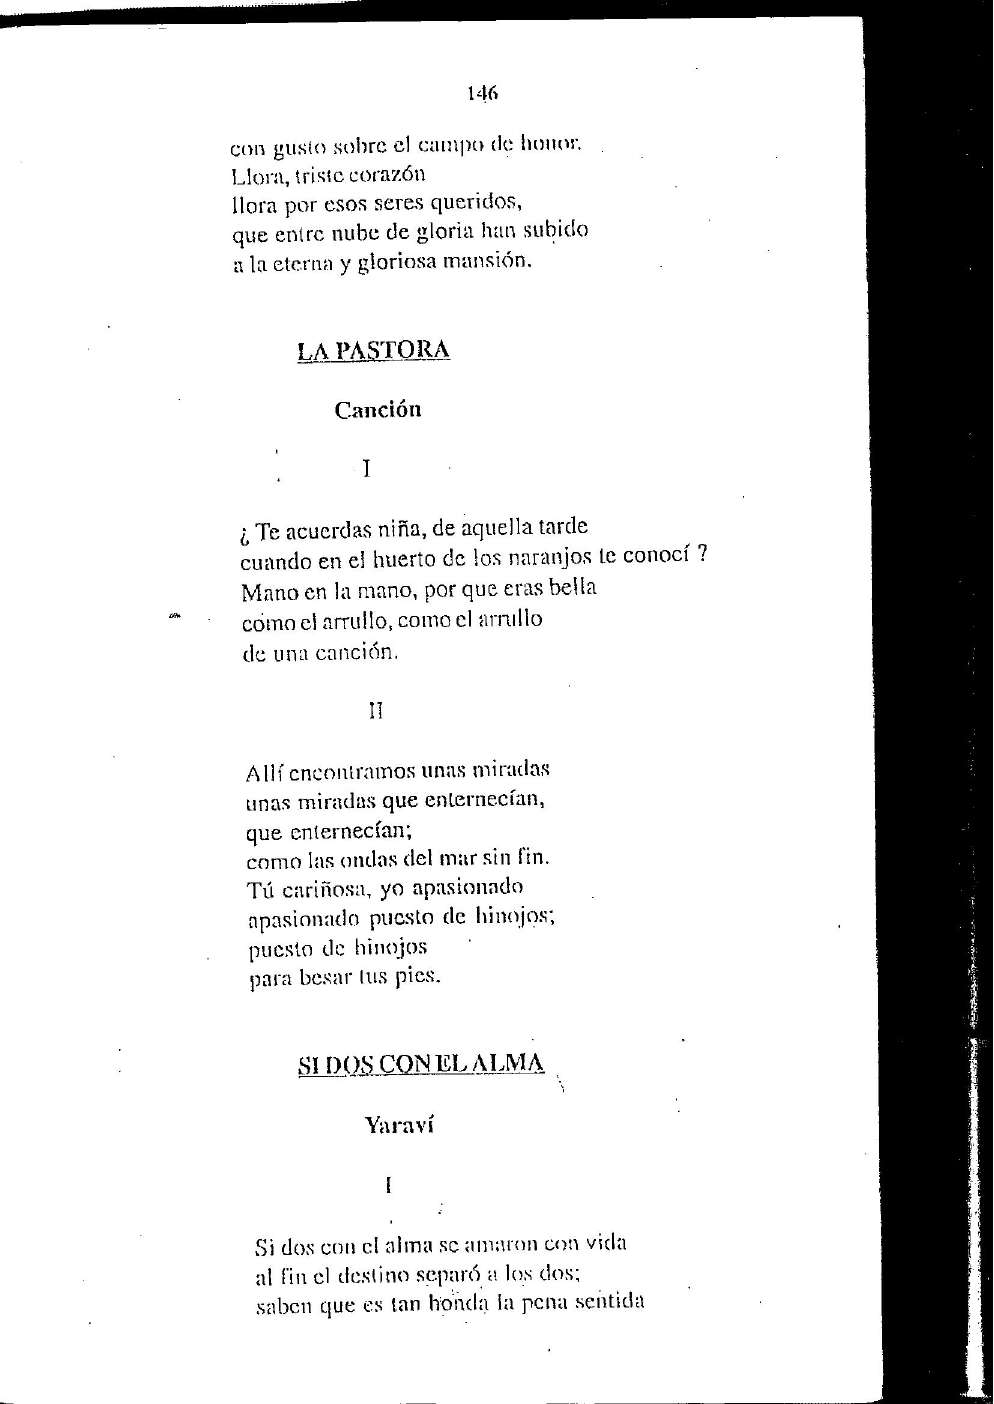 146
con gusto sobre el campo de honor.
Llora, triste corazón
llora por esos seres queridos,
que entre nube de gloria han subido
a la eterna y gloriosa mansión.
LA PASTORA
Canción
I
¿ Te acuerdas niña, de aquella tarde
cuando en el huerto de los naranjos te conocí ?
Mano en la mano, por que eras bella
como el arrullo, como el arrullo
de una canción.
II
Allí encontramos unas miradas
unas miradas que enternecían,
que enternecían;
como las ondas del mar sin fin.
Tú cariñosa, yo apasionado
apasionado puesto de hinojos;
puesto de hinojos
para besar tus pies.
SI DOS CON EL ALMA
Yaraví
I
Si dos con el alma se amaron con vida
al fin el destino separó a los dos;
saben que es tan honda la pena sentida